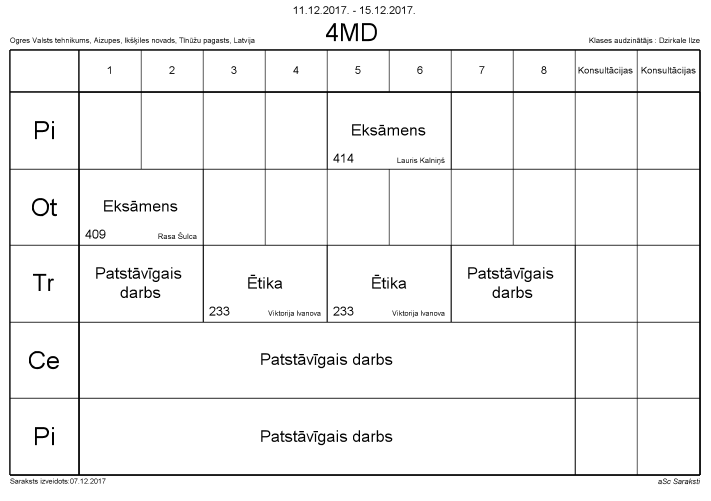 11.12.2017. - 15.12.2017.
4MD
Ogres Valsts tehnikums, Aizupes, Ikšķiles novads, Tīnūžu pagasts, Latvija
Klases audzinātājs : Dzirkale Ilze
1 2 3 4 5 6 7 8 Konsultācijas Konsultācijas
Pi
Eksāmens
414 Lauris Kalniņš
Ot
Eksāmens
409 Rasa Šulca
Tr
Patstāvīgais
darbs
Ētika
233 Viktorija Ivanova
Ētika
233 Viktorija Ivanova
Patstāvīgais
darbs
Ce
Patstāvīgais darbs
Pi
Patstāvīgais darbs
Saraksts izveidots:07.12.2017
aSc Saraksti